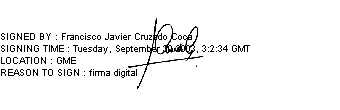 SIGNED BY : Francisco Javier Cruzado Coca
SIGNING TIME : Tuesday, September 2003, 3:2:34 GMT
LOCATION : GME
REASON TO SIGN : firma digital